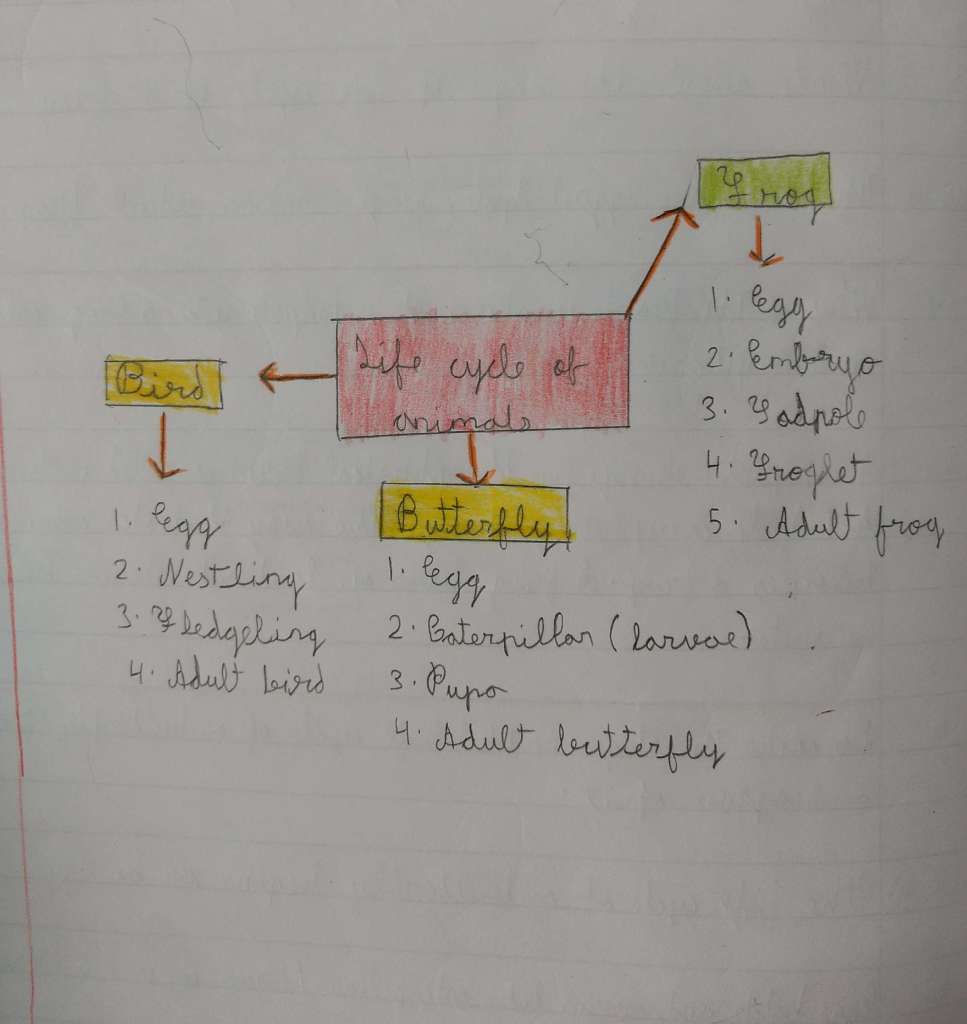 Frog
1. Egg
2. Embryo
3. Tadpole
4. Froglet
5. Adult frog
Life cycle of
animals
Bird
1. Egg
2. Nestling
3. Fledgeling
4. Adult bird
Butterfly
1. Egg
2. Caterpillar (larvae)
3. Pupa
4. Adult butterfly